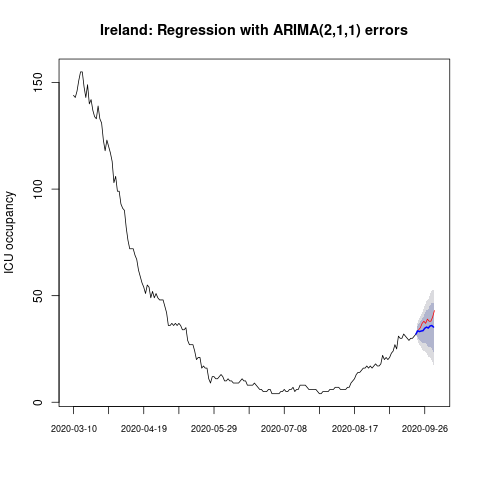 Ireland: Regression with ARIMA(2,1,1) errors
ICU occupancy
150
100
50
0
2020-03-10 2020-04-19 2020-05-29 2020-07-08 2020-08-17 2020-09-26